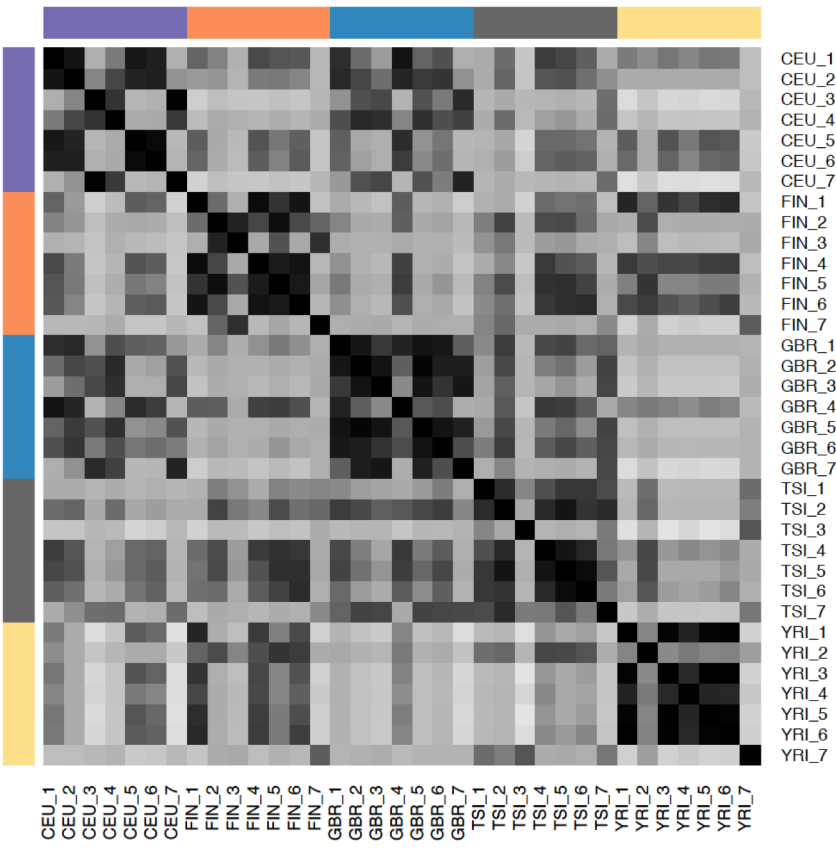 CEU_1
CEU_2
CEU_3
CEU_4
CEU_5
CEU_6
CEU_7
FIN_1
FIN_2
FIN_3
FIN_4
FIN_5
FIN_6
FIN_7
GBR_1
GBR_2
GBR_3
GBR_4
GBR_5
GBR_6
GBR_7
TSI_1
TSI_2
TSI_3
TSI_4
TSI_5
TSI_6
TSI_7
YRI_1
YRI_2
YRI_3
YRI_4
YRI_5
YRI_6
YRI_7
CEU_1
CEU_2
CEU_3
CEU_4
CEU_5
CEU_6
CEU_7
FIN_1
FIN_2
FIN_3
FIN_4
FIN_5
FIN_6
FIN_7
GBR_1
GBR_2
GBR_3
GBR_4
GBR_5
GBR_6
GBR_7
TSI_1
TSI_2
TSI_3
TSI_4
TSI_5
TSI_6
TSI_7
YRI_1
YRI_2
YRI_3
YRI_4
YRI_5
YRI_6
YRI_7